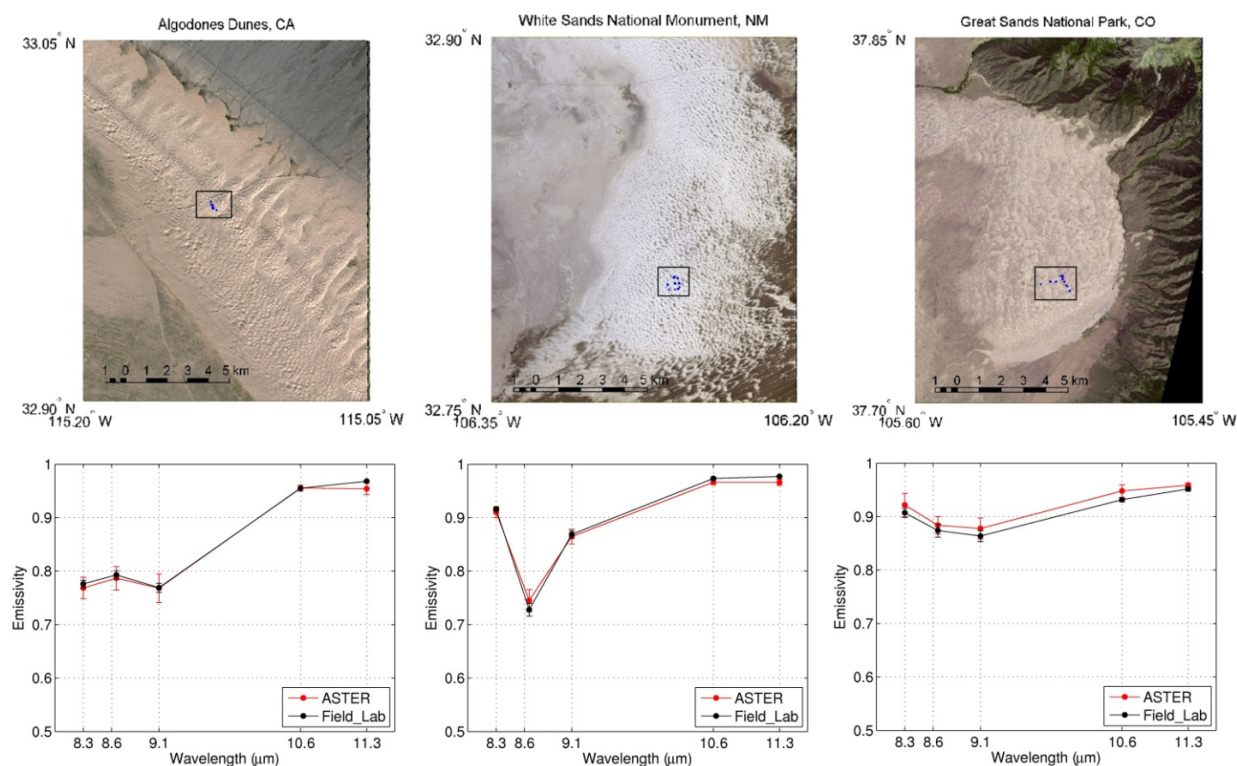 Algodones Dunes, CA
33.05° N
32.90° N
115.20° W
115.05° W
1 0 1 2 3 4 5 km
White Sands National Monument, NM
32.90° N
32.75° N
106.35° W
106.20° W
1 0 1 2 3 4 5 km
Great Sands National Park, CO
37.85° N
37.70° N
105.60° W
105.45° W
1 0 1 2 3 4 5 km
1
0.9
0.8
0.7
0.6
0.5
Emissivity
ASTER
Field_Lab
8.3 8.6 9.1 10.6 11.3
Wavelength (μm)
1
0.9
0.8
0.7
0.6
0.5
Emissivity
ASTER
Field_Lab
8.3 8.6 9.1 10.6 11.3
Wavelength (μm)
1
0.9
0.8
0.7
0.6
0.5
Emissivity
ASTER
Field_Lab
8.3 8.6 9.1 10.6 11.3
Wavelength (μm)